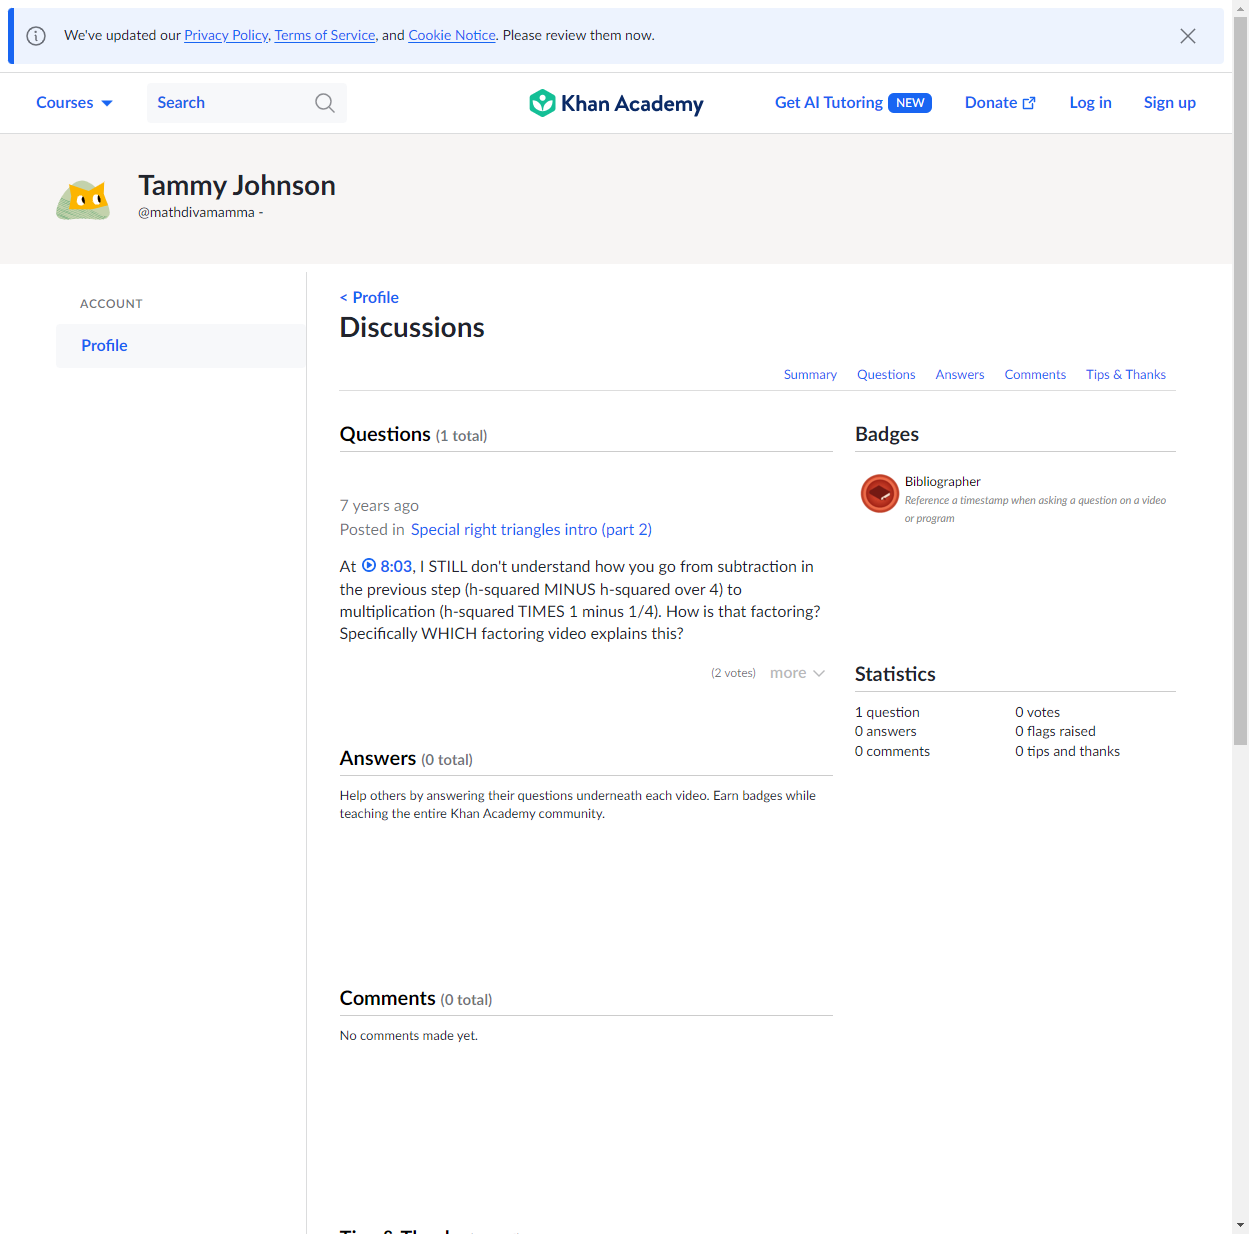 We've updated our Privacy Policy, Terms of Service, and Cookie Notice. Please review them now.
Courses
Search
Khan Academy
Get AI Tutoring NEW
Donate
Log in
Sign up
Tammy Johnson
@mathdivamamma -
ACCOUNT
Profile
< Profile
Discussions
Summary
Questions
Answers
Comments
Tips & Thanks
Questions (1 total)
7 years ago
Posted in Special right triangles intro (part 2)
At 8:03, I STILL don't understand how you go from subtraction in
the previous step (h-squared MINUS h-squared over 4) to
multiplication (h-squared TIMES 1 minus 1/4). How is that factoring?
Specifically WHICH factoring video explains this?
(2 votes)
more
Answers (0 total)
Help others by answering their questions underneath each video. Earn badges while
teaching the entire Khan Academy community.
Comments (0 total)
No comments made yet.
Badges
Bibliographer
Reference a timestamp when asking a question on a video
or program
Statistics
1 question
0 votes
0 answers
0 flags raised
0 comments
0 tips and thanks